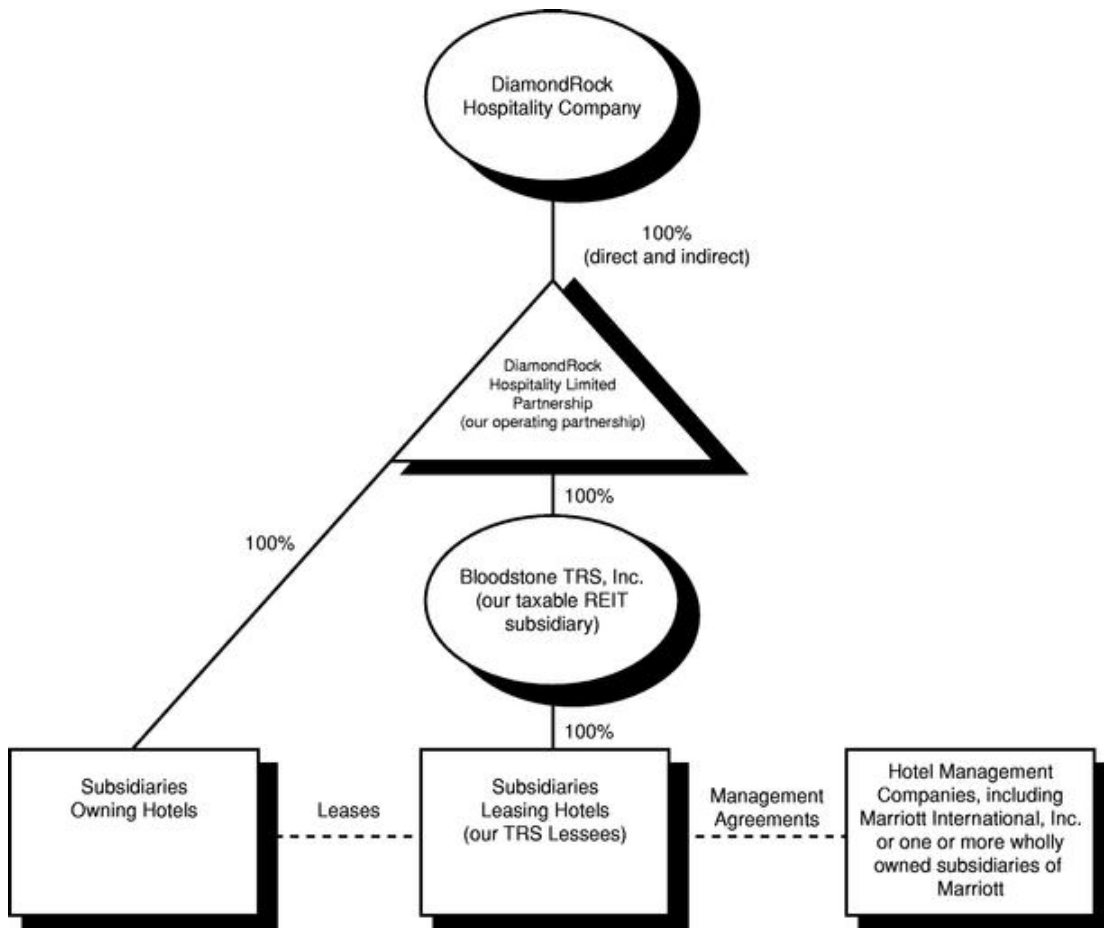 DiamondRock
Hospitality Company
100%
(direct and indirect)
DiamondRock
Hospitality Limited
Partnership
(our operating partnership)
100%
100%
Bloodstone TRS, Inc.
(our taxable REIT
subsidiary)
100%
Subsidiaries
Owning Hotels
Leases
Subsidiaries
Leasing Hotels
(our TRS Lessees)
Management
Agreements
Hotel Management
Companies, including
Marriott International, Inc.
or one or more wholly
owned subsidiaries of
Marriott